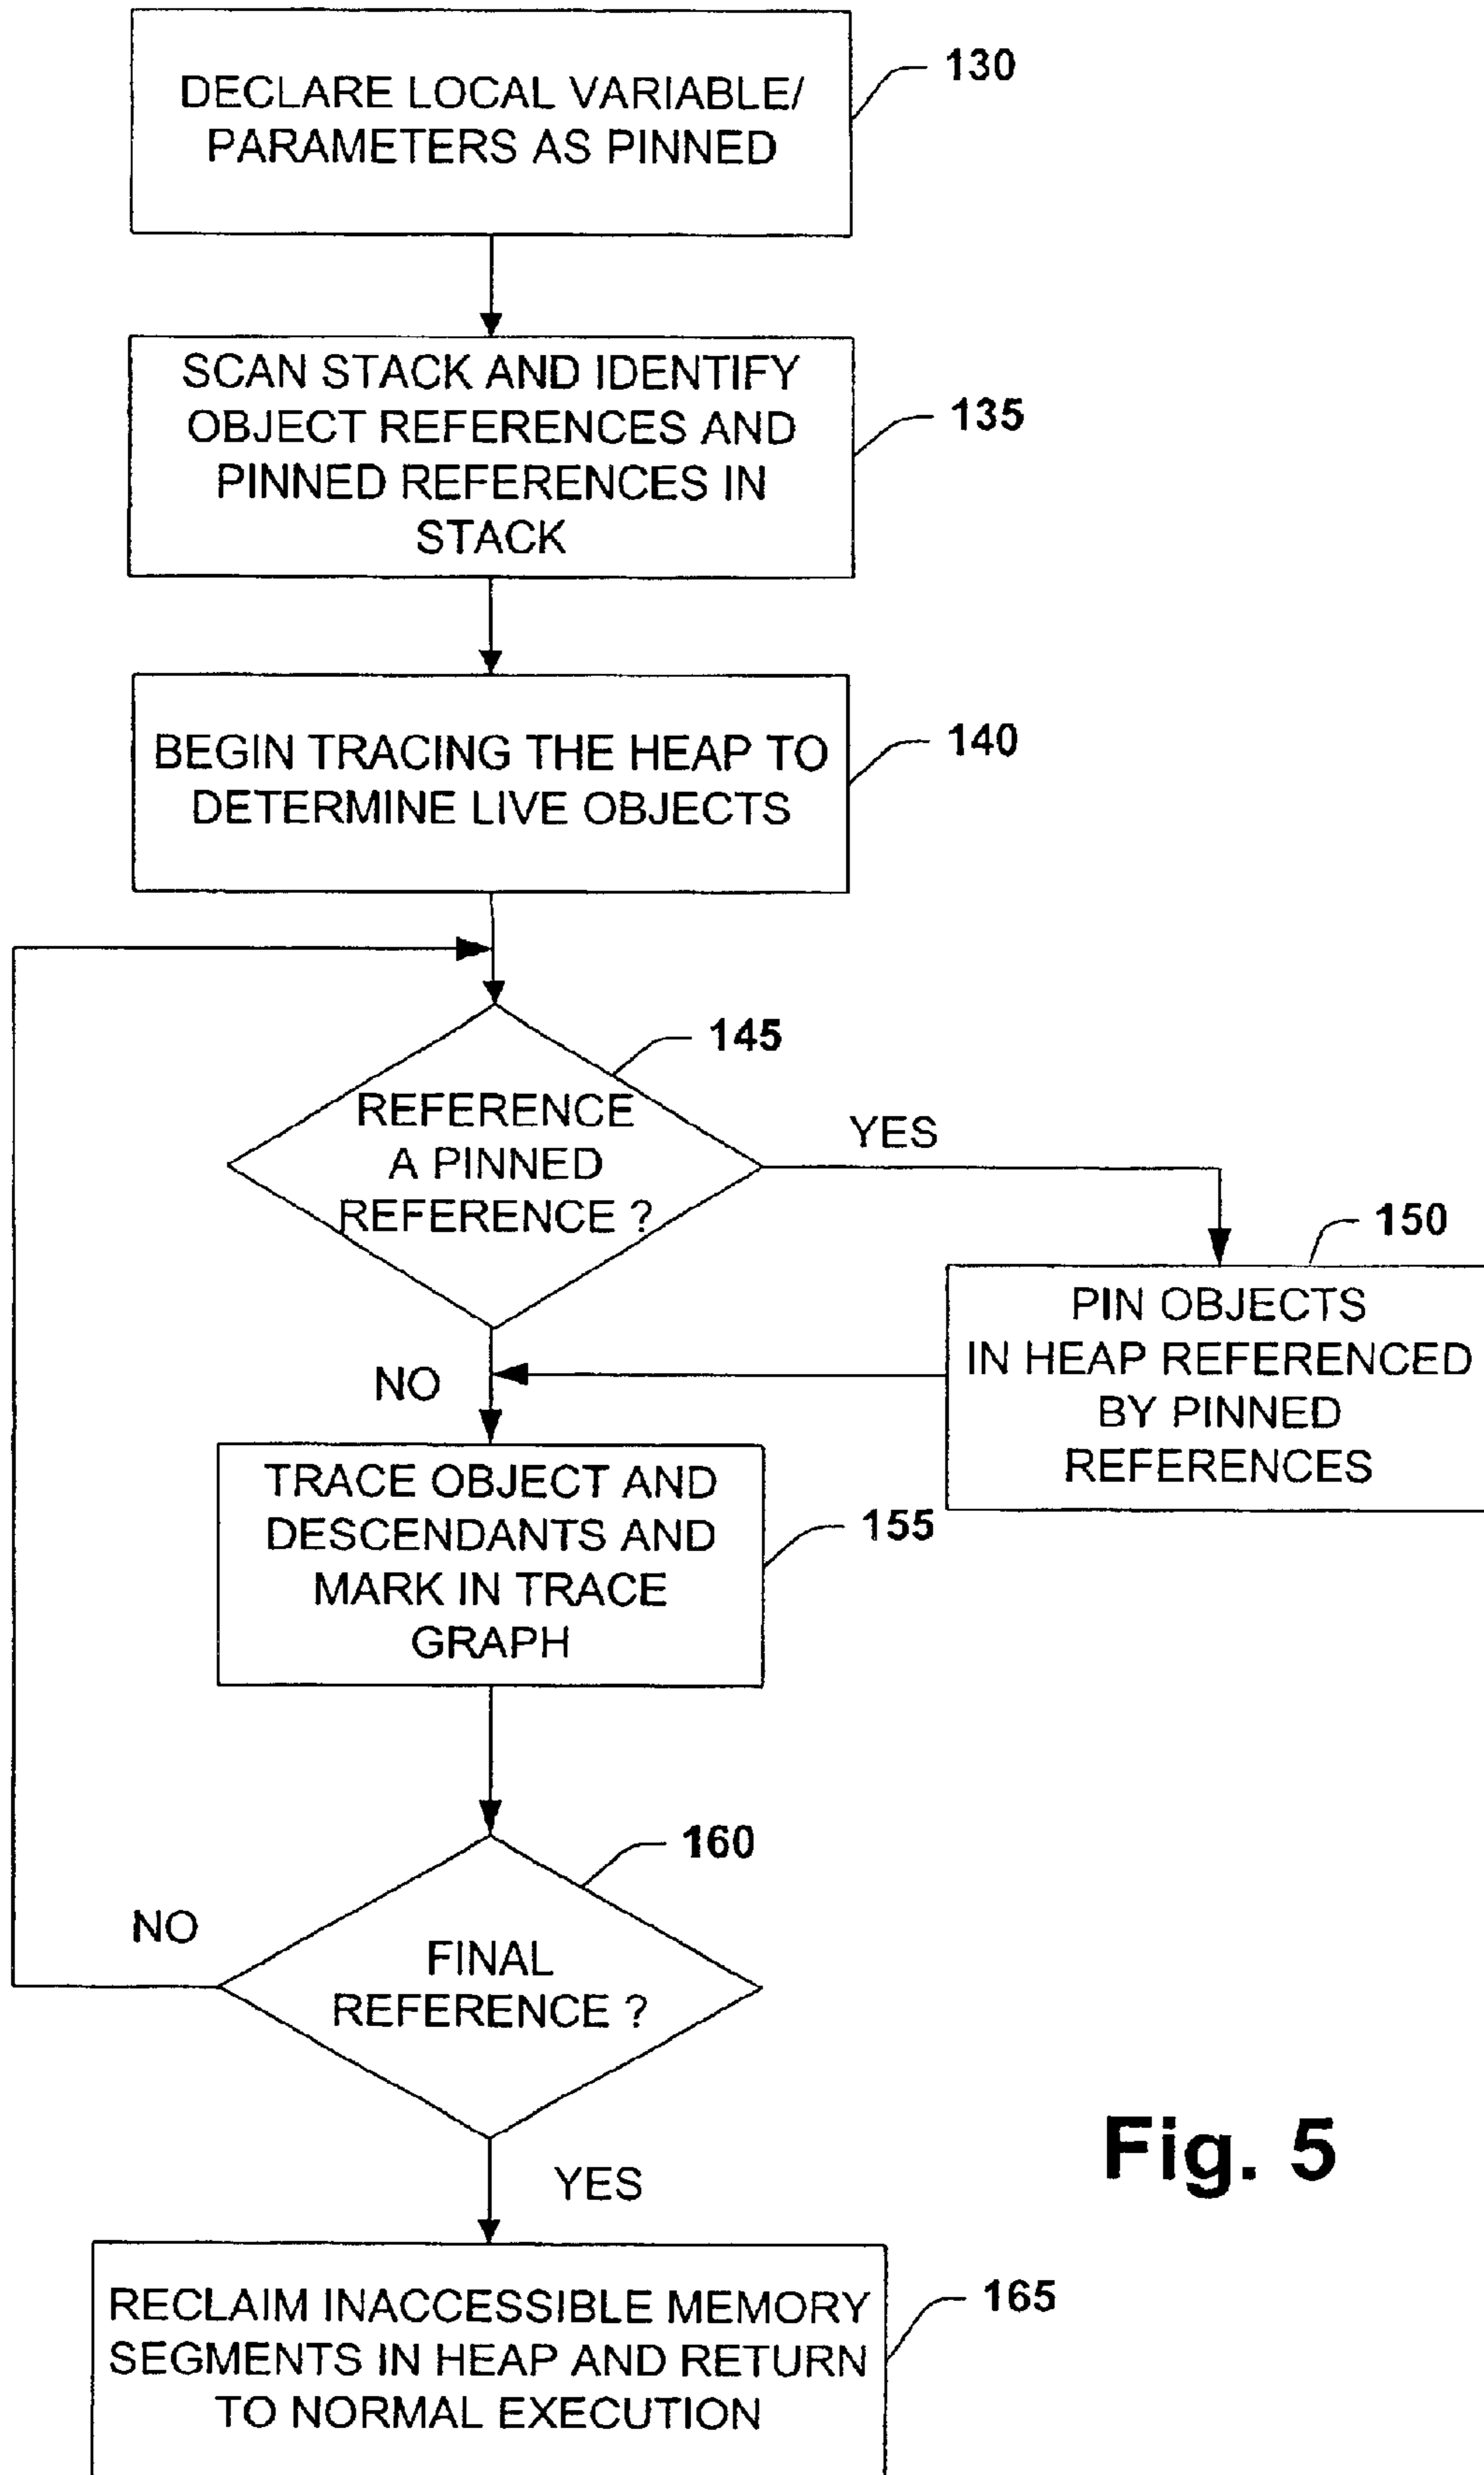 DECLARE LOCAL VARIABLE/
PARAMETERS AS PINNED
130
SCAN STACK AND IDENTIFY
OBJECT REFERENCES AND
PINNED REFERENCES IN
STACK
135
BEGIN TRACING THE HEAP TO
DETERMINE LIVE OBJECTS
140
REFERENCE
A PINNED
REFERENCE ?
145
YES
NO
PIN OBJECTS
IN HEAP REFERENCED
BY PINNED
REFERENCES
150
TRACE OBJECT AND
DESCENDANTS AND
MARK IN TRACE
GRAPH
155
FINAL
REFERENCE ?
160
NO
YES
RECLAIM INACCESSIBLE MEMORY
SEGMENTS IN HEAP AND RETURN
TO NORMAL EXECUTION
165
Fig. 5